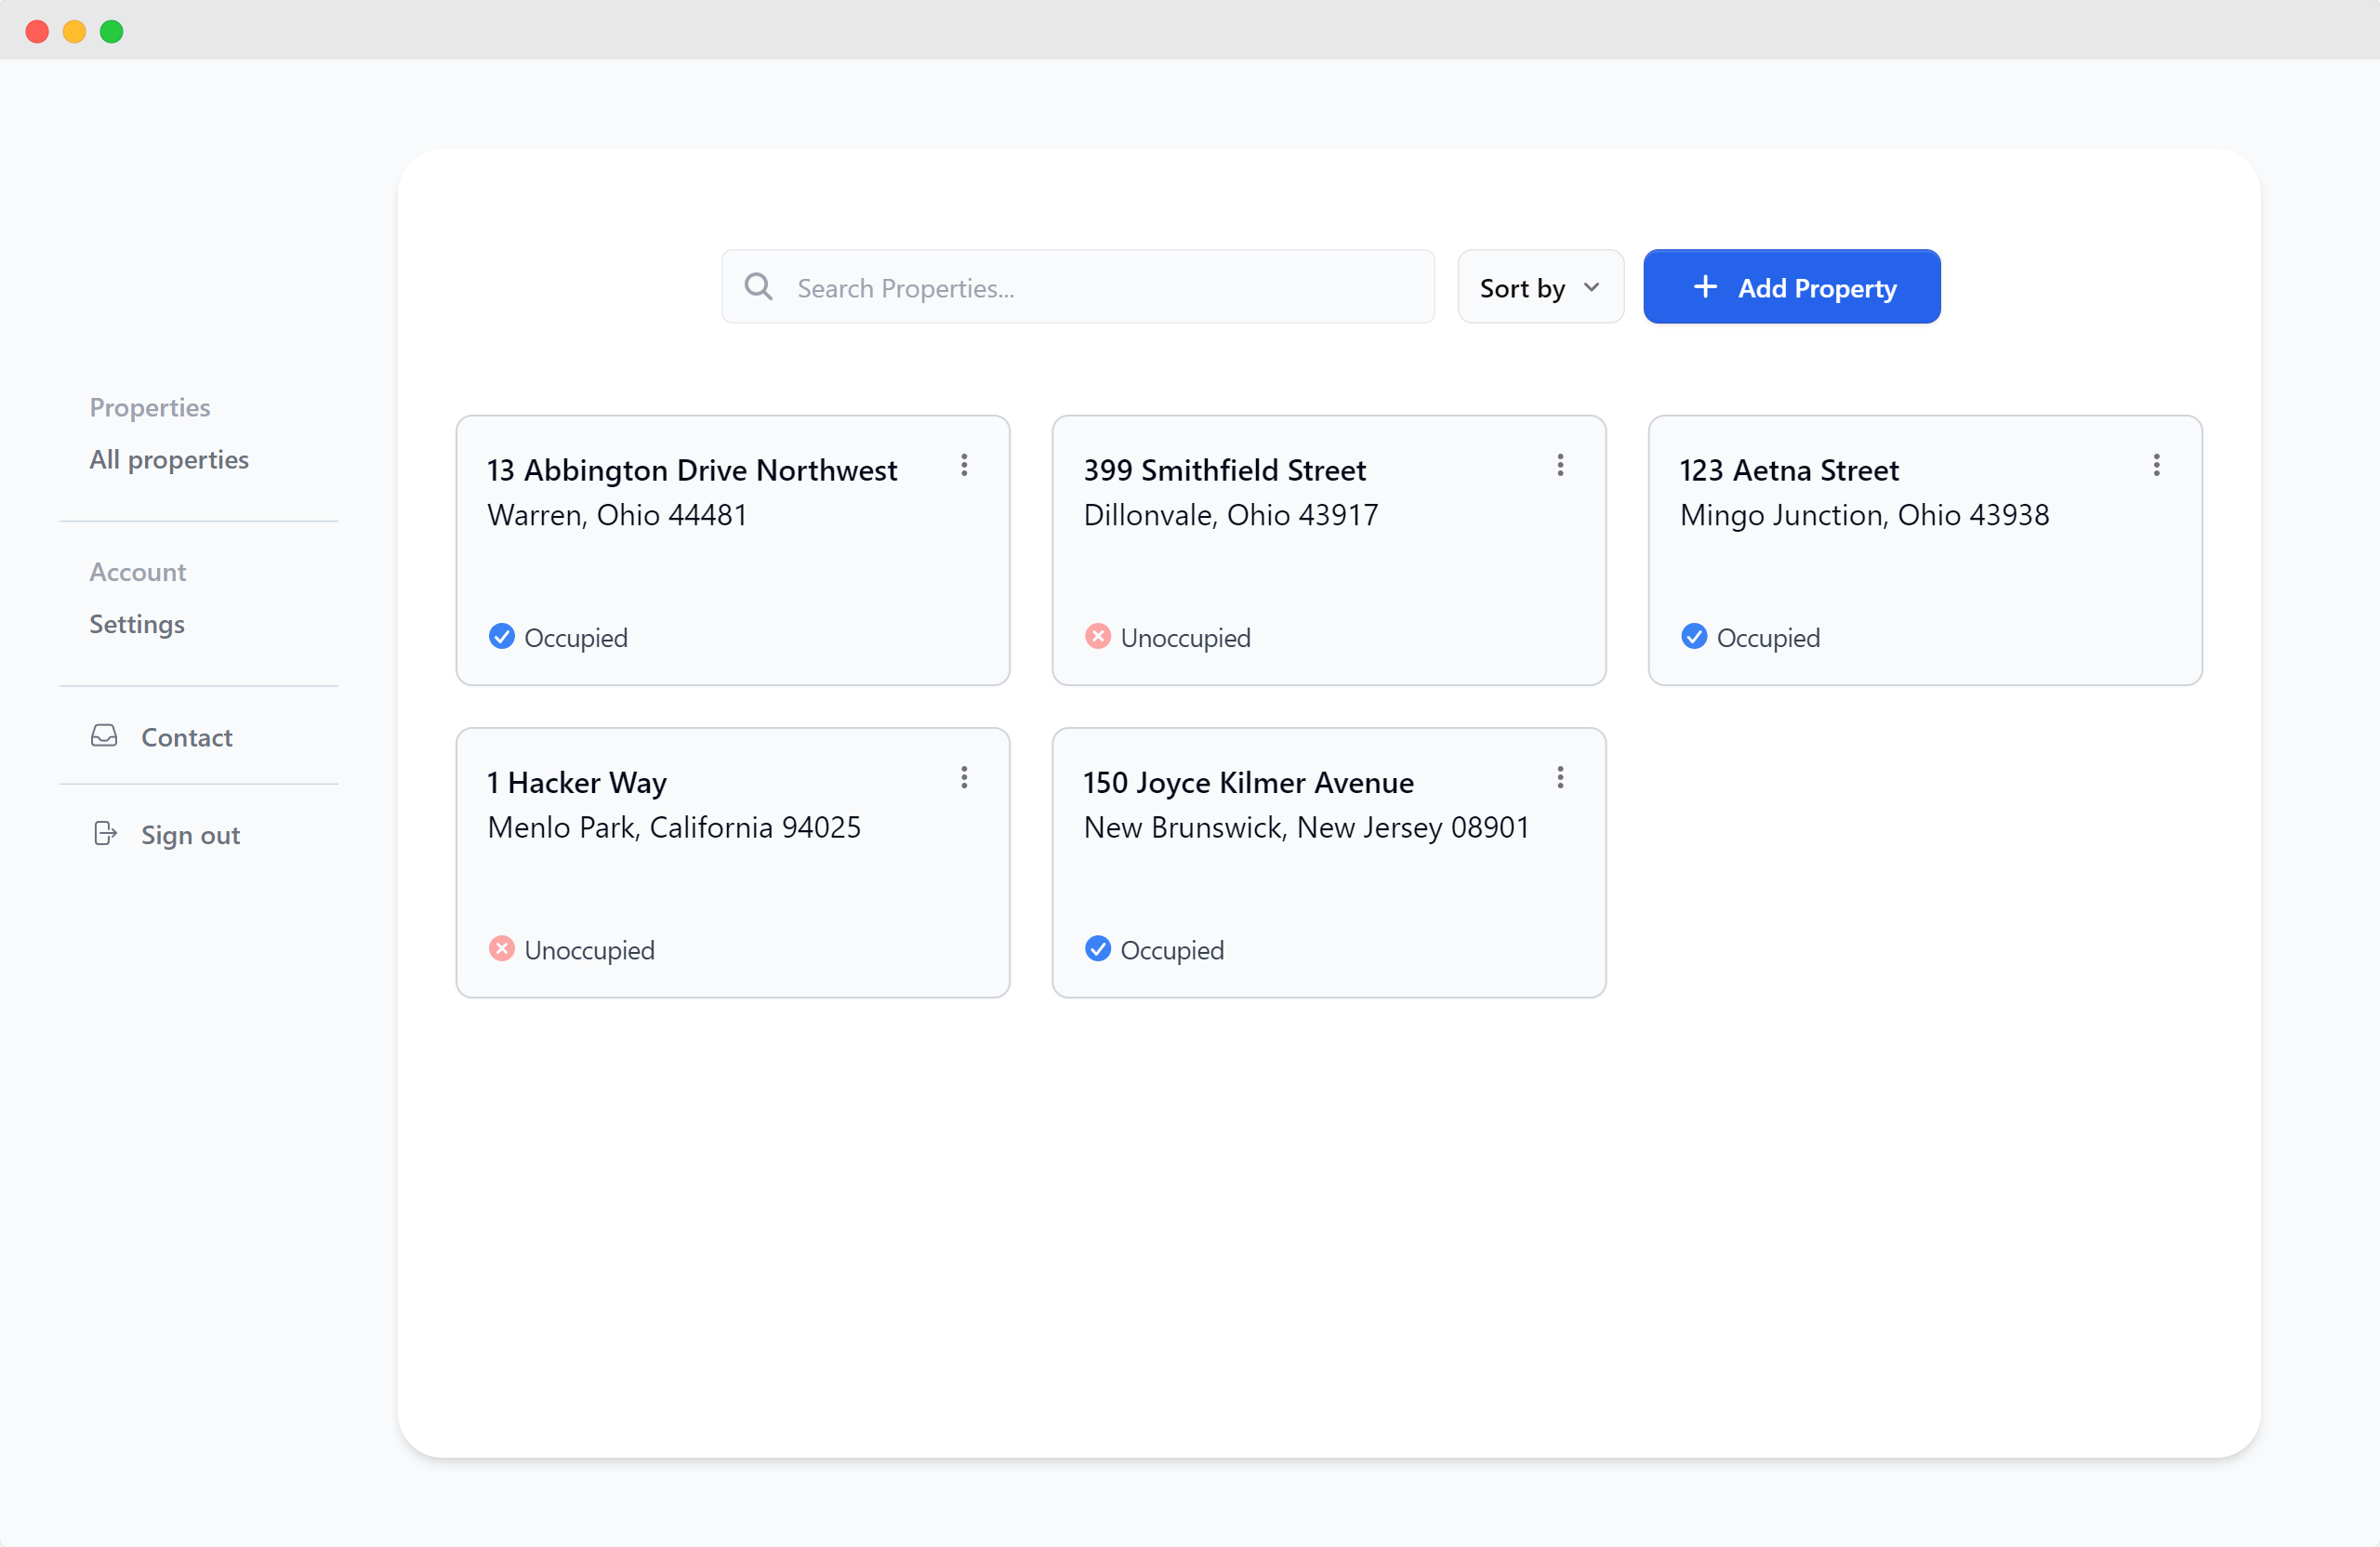 Search Properties...
Sort by
Add Property
Properties
All properties
Account
Settings
Contact
Sign out
13 Abbington Drive Northwest
Warren, Ohio 44481
Occupied
399 Smithfield Street
Dillonvale, Ohio 43917
Unoccupied
123 Aetna Street
Mingo Junction, Ohio 43938
Occupied
1 Hacker Way
Menlo Park, California 94025
Unoccupied
150 Joyce Kilmer Avenue
New Brunswick, New Jersey 08901
Occupied